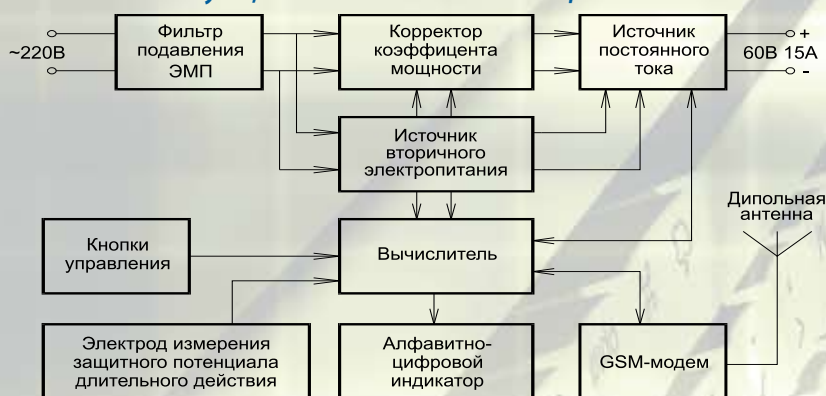 Фильтр
подавления
ЭМП
Корректор
коэффицента
мощности
Источник
постоянного
тока
~220В
+
60В 15А
-
Источник
вторичного
электропитания
Дипольная
антенна
Кнопки
управления
Вычислитель
Электрод измерения
защитного потенциала
длительного действия
Алфавитно-
цифровой
индикатор
GSM-модем